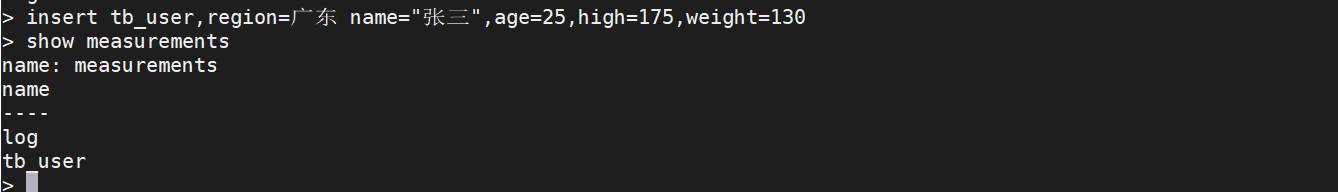 > insert tb_user,region=广东 name="张三",age=25,high=175,weight=130
> show measurements
name: measurements
name
----
log
tb_user
>